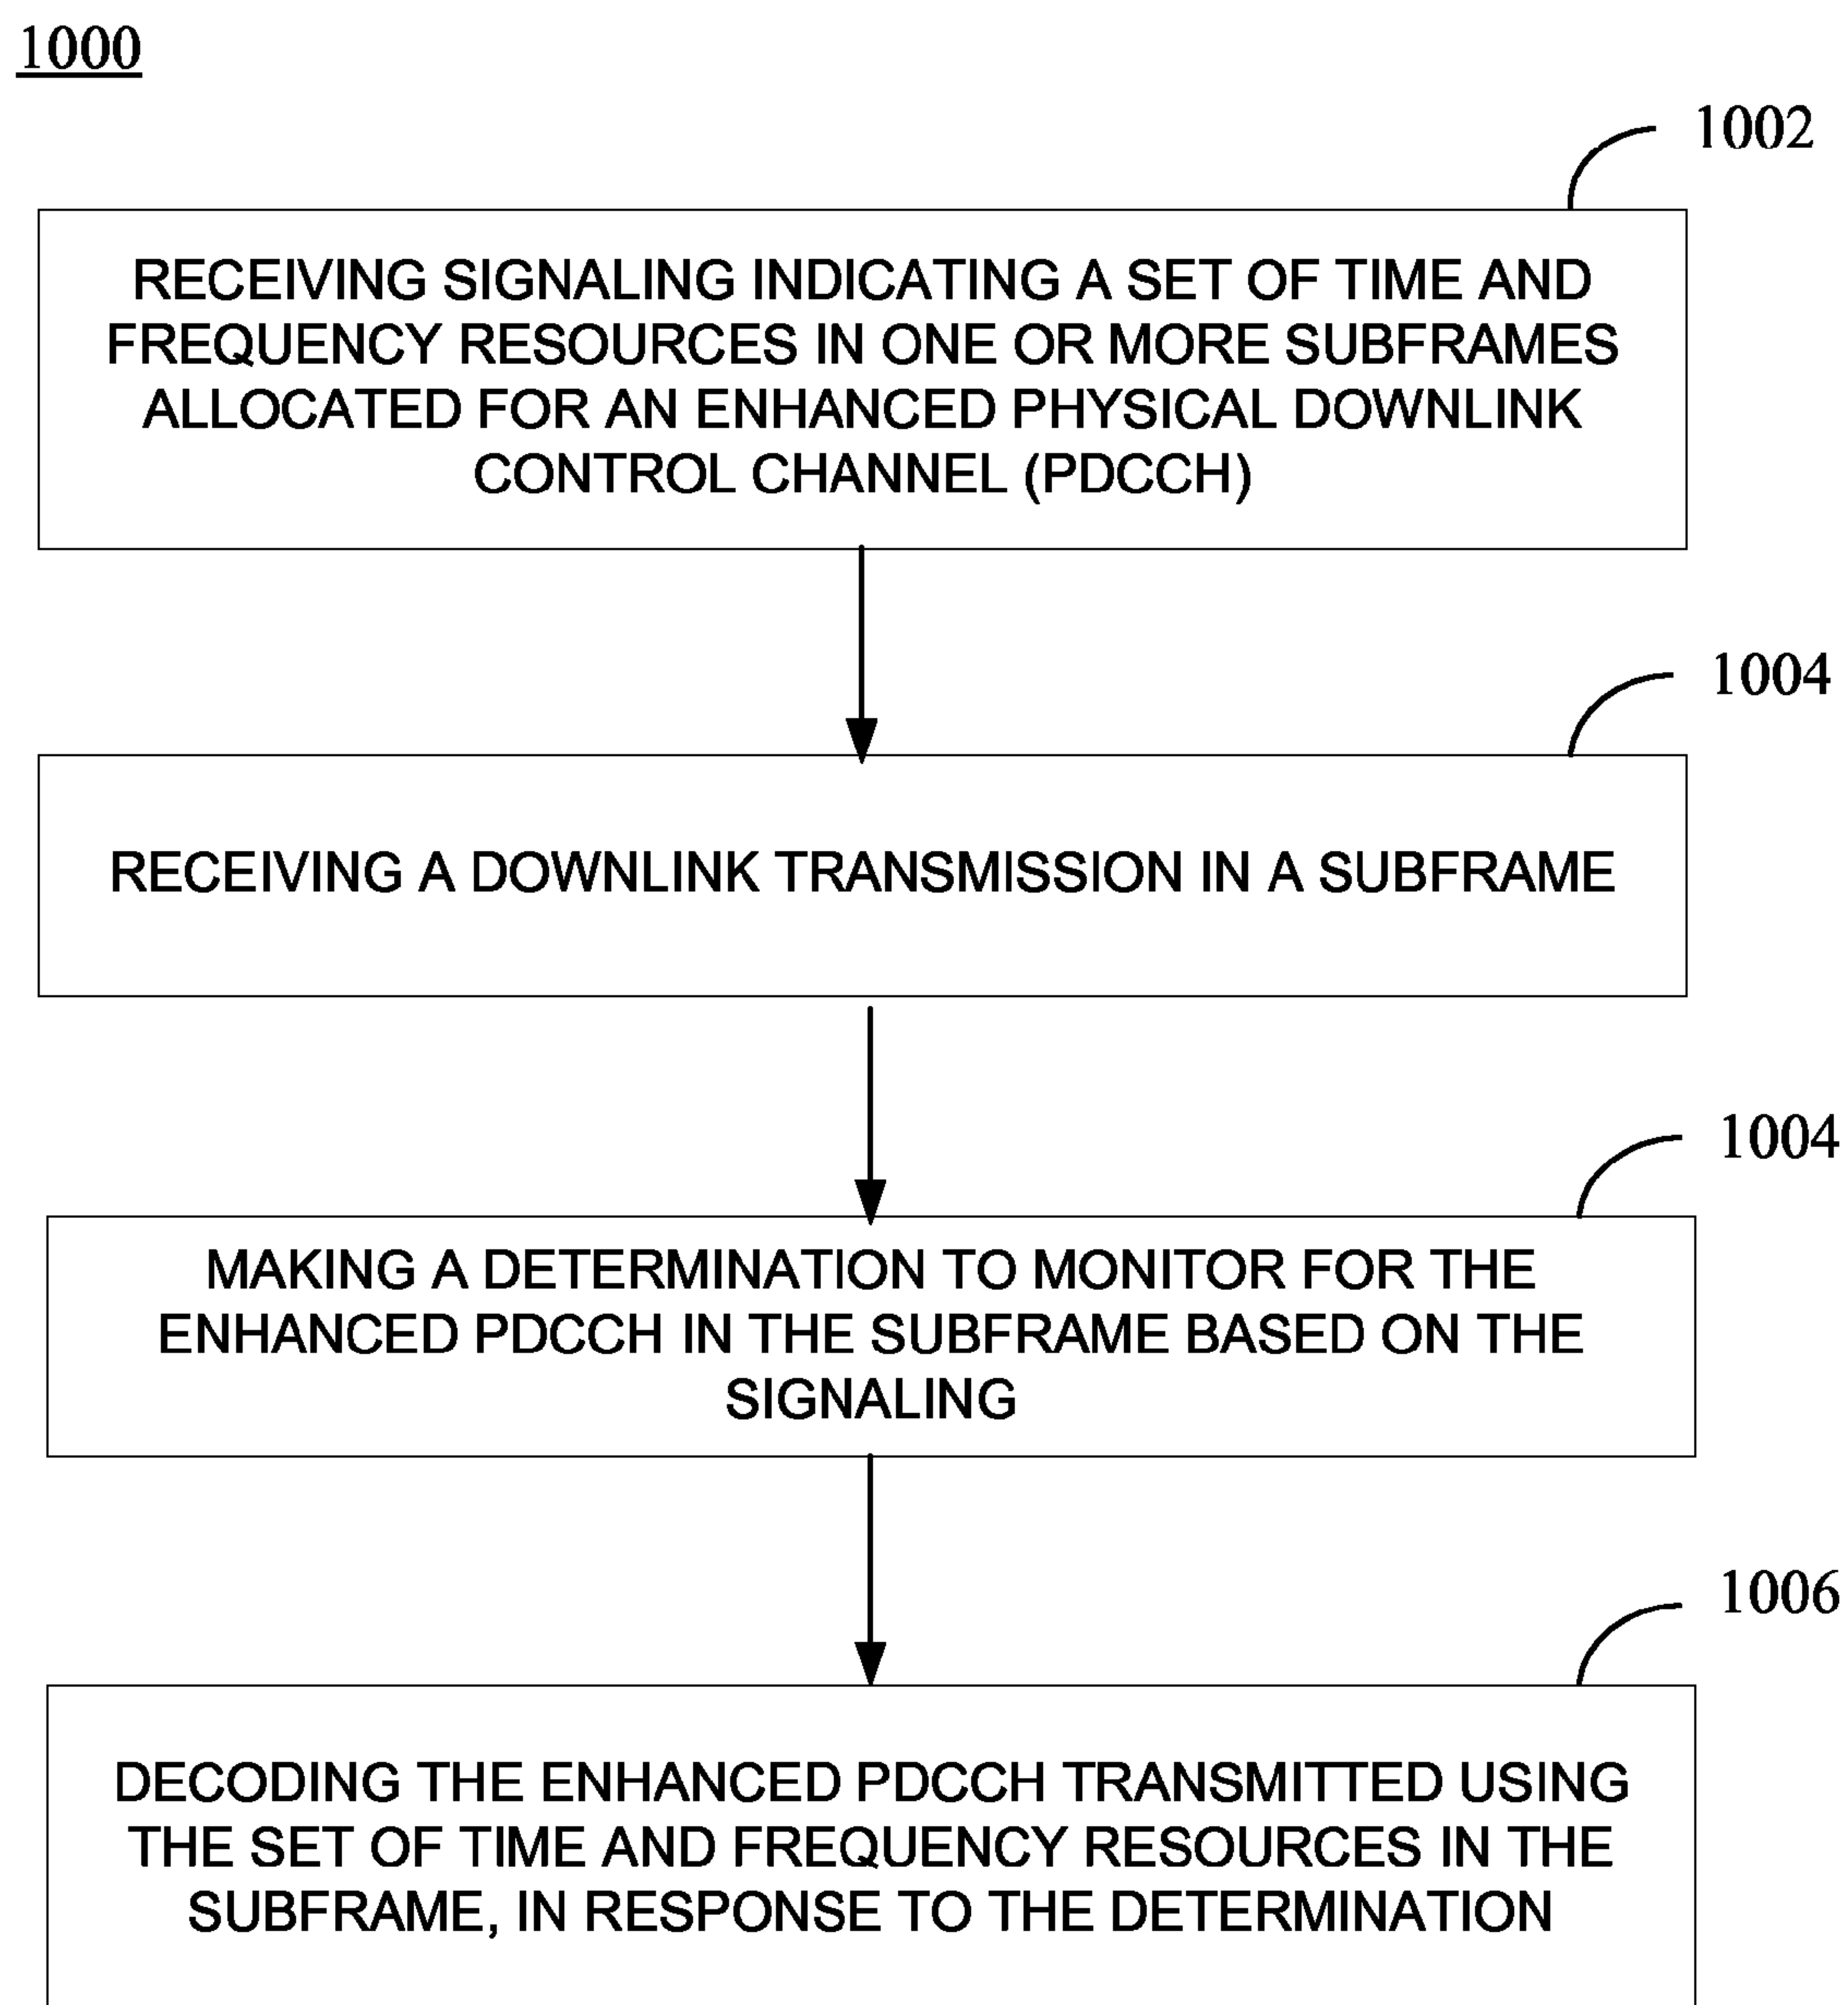 1000
1002
RECEIVING SIGNALING INDICATING A SET OF TIME AND
FREQUENCY RESOURCES IN ONE OR MORE SUBFRAMES
ALLOCATED FOR AN ENHANCED PHYSICAL DOWNLINK
CONTROL CHANNEL (PDCCH)
1004
RECEIVING A DOWNLINK TRANSMISSION IN A SUBFRAME
1004
MAKING A DETERMINATION TO MONITOR FOR THE
ENHANCED PDCCH IN THE SUBFRAME BASED ON THE
SIGNALING
1006
DECODING THE ENHANCED PDCCH TRANSMITTED USING
THE SET OF TIME AND FREQUENCY RESOURCES IN THE
SUBFRAME, IN RESPONSE TO THE DETERMINATION